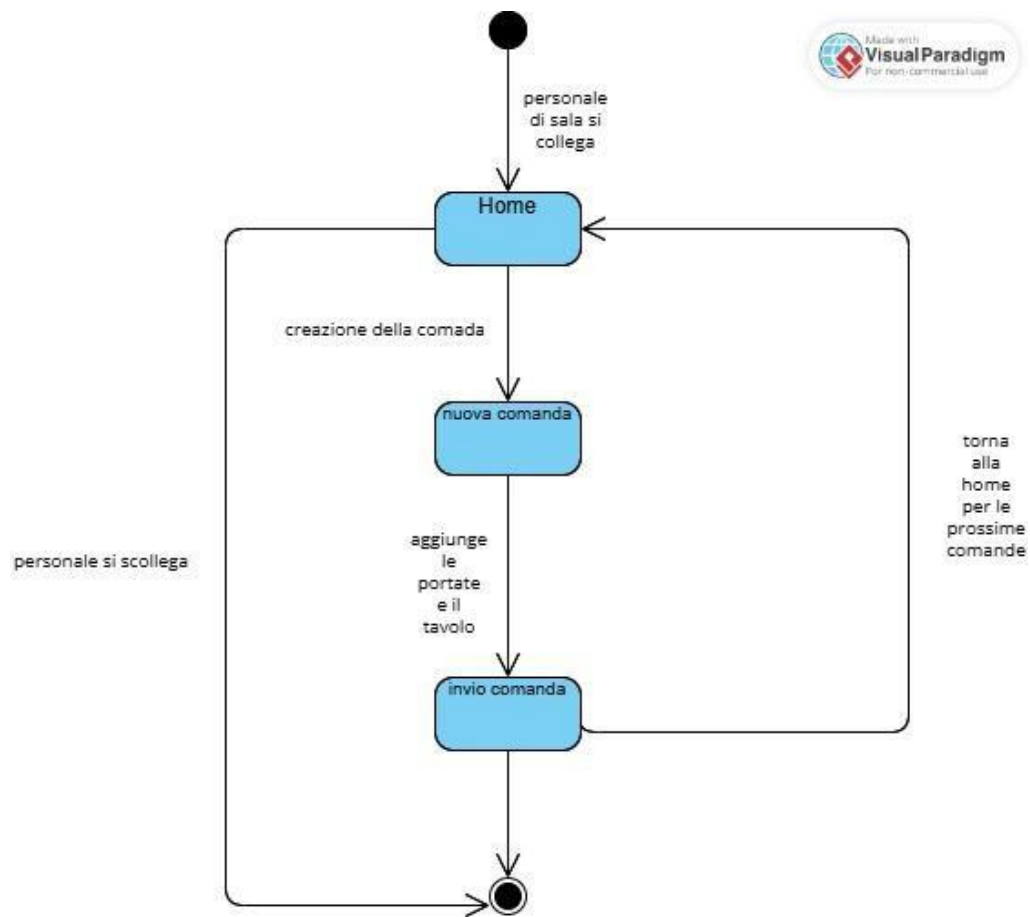 Made with
Visual Paradigm
For non-commercial use
personale
di sala si
collega
Home
creazione della comada
nuova comanda
torna
alla
home
per le
prossime
comande
aggiunge
le
portate
e il
tavolo
personale si scollega
invio comanda